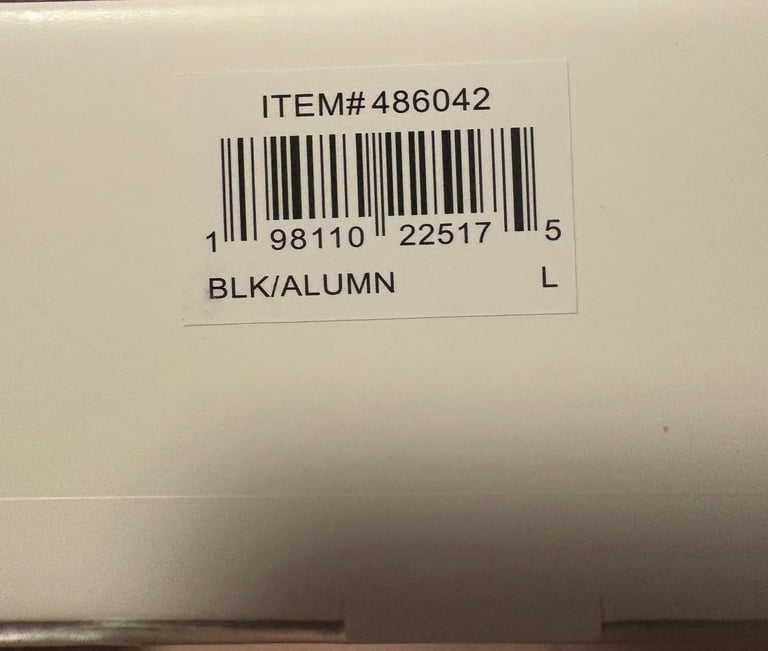 ITEM# 486042
1 98110 22517 5
BLK/ALUMN L